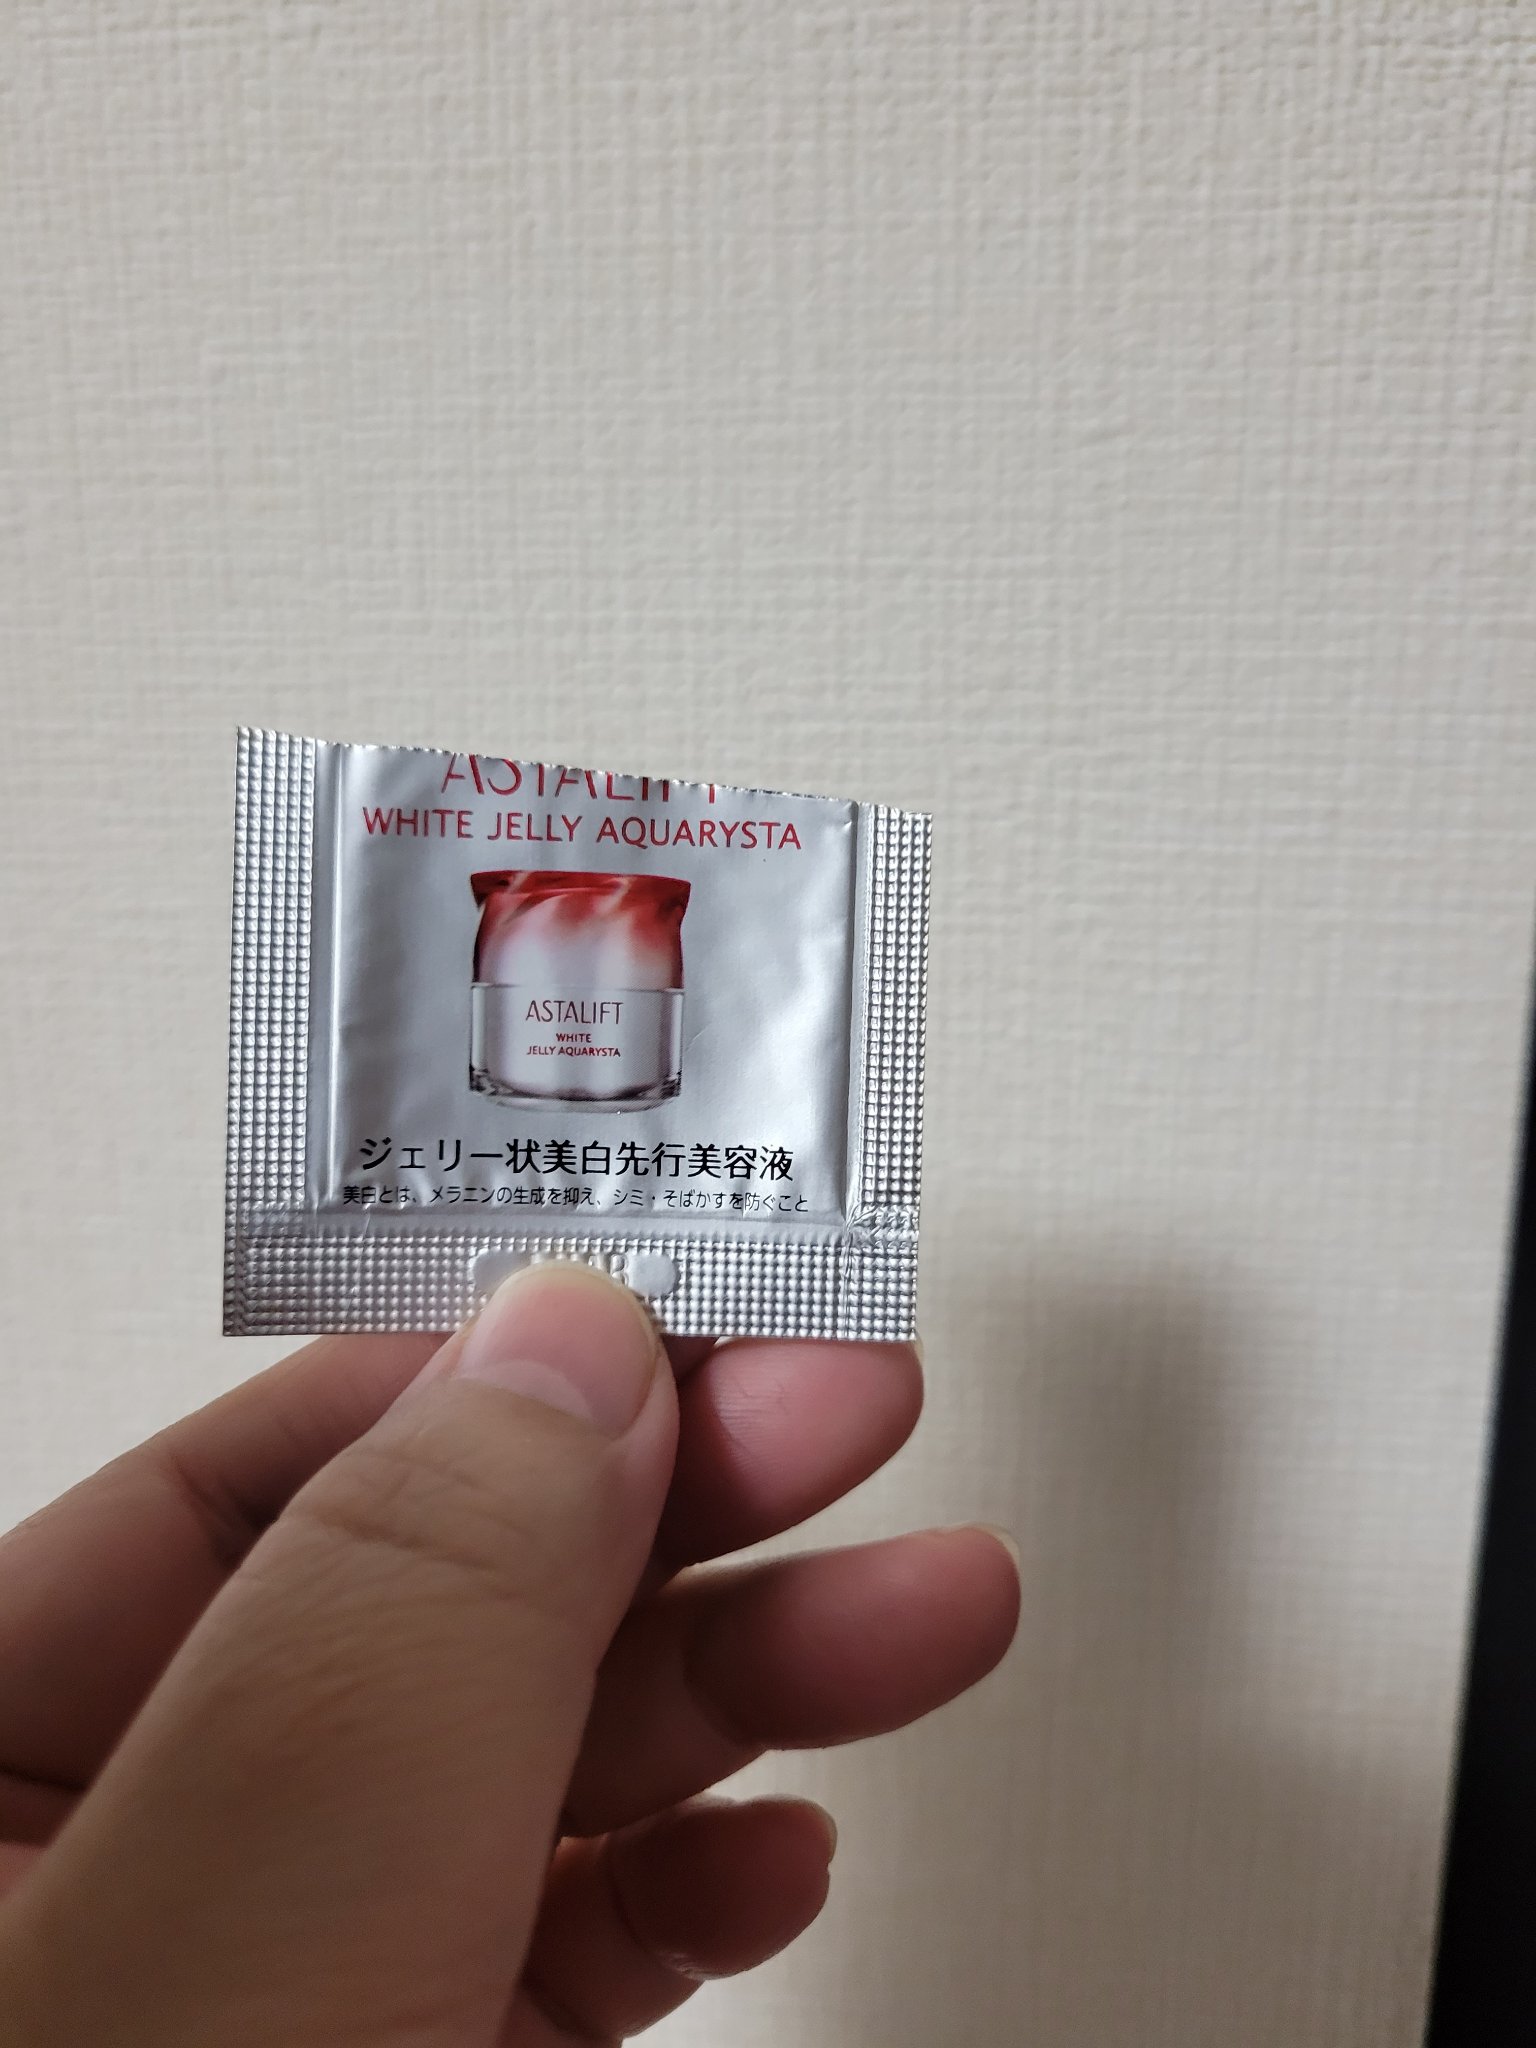 ASTALIFT
WHITE JELLY AQUARYSTA
ASTALIFT
WHITE
JELLY AQUARYSTA
ジェリー状美白先行美容液
美白とは、メラニンの生成を抑え、シミ・そばかすを防ぐこと